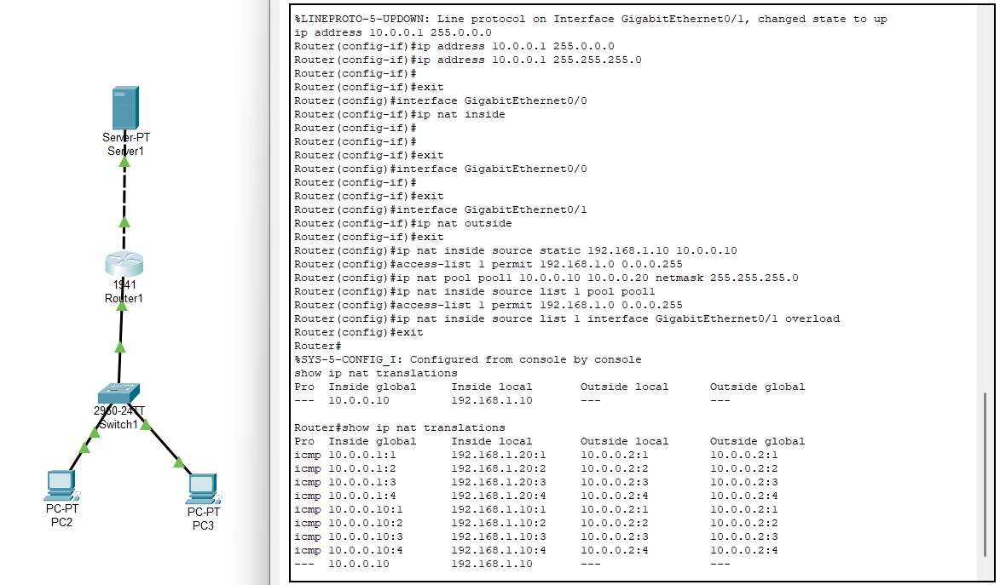 Server-PT
Server1
1941
Router1
2960-24TT
Switch1
PC-PT
PC2
PC-PT
PC3
%LINEPROTO-5-UPDOWN: Line protocol on Interface GigabitEthernet0/1, changed state to up
ip address 10.0.0.1 255.0.0.0
Router(config-if)#ip address 10.0.0.1 255.0.0.0
Router(config-if)#ip address 10.0.0.1 255.255.255.0
Router(config-if)#
Router(config-if)#exit
Router(config)#interface GigabitEthernet0/0
Router(config-if)#ip nat inside
Router(config-if)#
Router(config-if)#
Router(config-if)#exit
Router(config)#interface GigabitEthernet0/0
Router(config-if)#
Router(config-if)#exit
Router(config)#interface GigabitEthernet0/1
Router(config-if)#ip nat outside
Router(config-if)#exit
Router(config)#ip nat inside source static 192.168.1.10 10.0.0.10
Router(config)#access-list 1 permit 192.168.1.0 0.0.0.255
Router(config)#ip nat pool pool1 10.0.0.10 10.0.0.20 netmask 255.255.255.0
Router(config)#ip nat inside source list 1 pool pool1
Router(config)#access-list 1 permit 192.168.1.0 0.0.0.255
Router(config)#ip nat inside source list 1 interface GigabitEthernet0/1 overload
Router(config)#exit
Router#
%SYS-5-CONFIG_I: Configured from console by console
show ip nat translations
Pro Inside global Inside local Outside local Outside global
--- 10.0.0.10 192.168.1.10 --- ---
Router#show ip nat translations
Pro Inside global Inside local Outside local Outside global
icmp 10.0.0.1:1 192.168.1.20:1 10.0.0.2:1 10.0.0.2:1
icmp 10.0.0.1:2 192.168.1.20:2 10.0.0.2:2 10.0.0.2:2
icmp 10.0.0.1:3 192.168.1.20:3 10.0.0.2:3 10.0.0.2:3
icmp 10.0.0.1:4 192.168.1.20:4 10.0.0.2:4 10.0.0.2:4
icmp 10.0.0.10:1 192.168.1.10:1 10.0.0.2:1 10.0.0.2:1
icmp 10.0.0.10:2 192.168.1.10:2 10.0.0.2:2 10.0.0.2:2
icmp 10.0.0.10:3 192.168.1.10:3 10.0.0.2:3 10.0.0.2:3
icmp 10.0.0.10:4 192.168.1.10:4 10.0.0.2:4 10.0.0.2:4
--- 10.0.0.10 192.168.1.10 --- ---